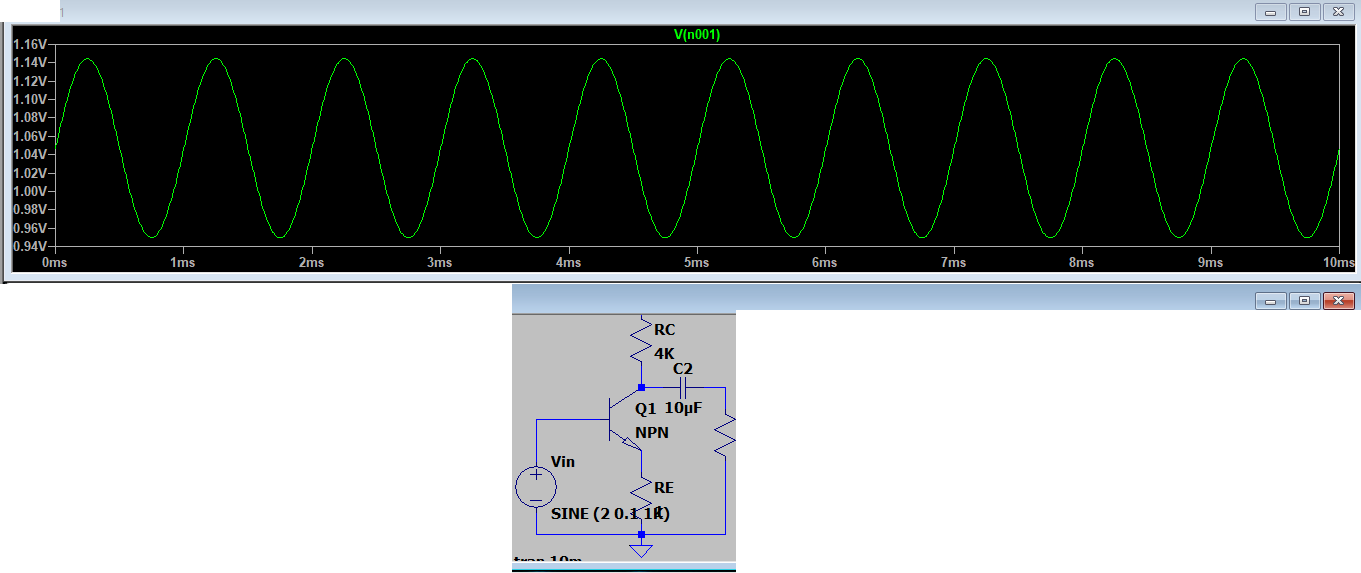 V(n001)
1.16V
1.14V
1.12V
1.10V
1.08V
1.06V
1.04V
1.02V
1.00V
0.98V
0.96V
0.94V
0ms 1ms 2ms 3ms 4ms 5ms 6ms 7ms 8ms 9ms 10ms
RC
4K
C2
Q1 10µF
NPN
Vin
RE
SINE (2 0.1 1K)